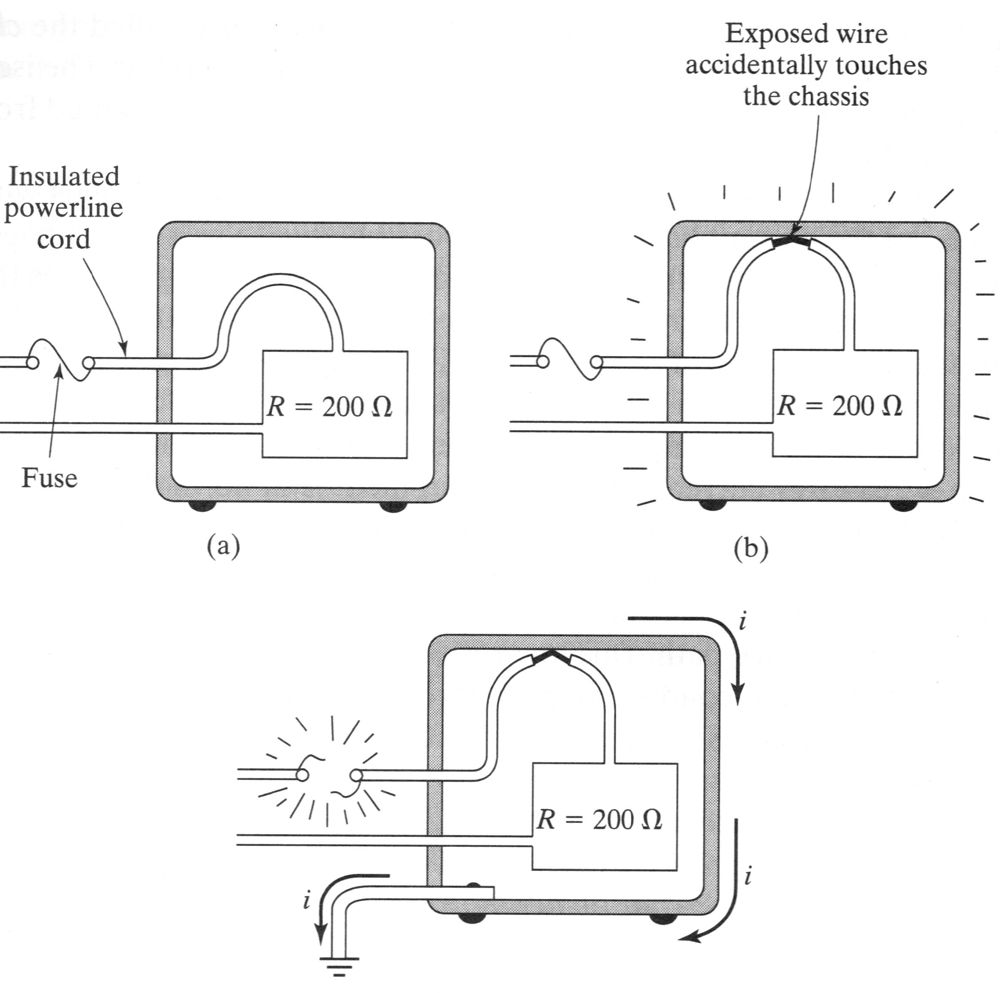 Exposed wire
accidentally touches
the chassis
Insulated
powerline
cord
R = 200 Ω
R = 200 Ω
Fuse
(a)
(b)
i
R = 200 Ω
i
i